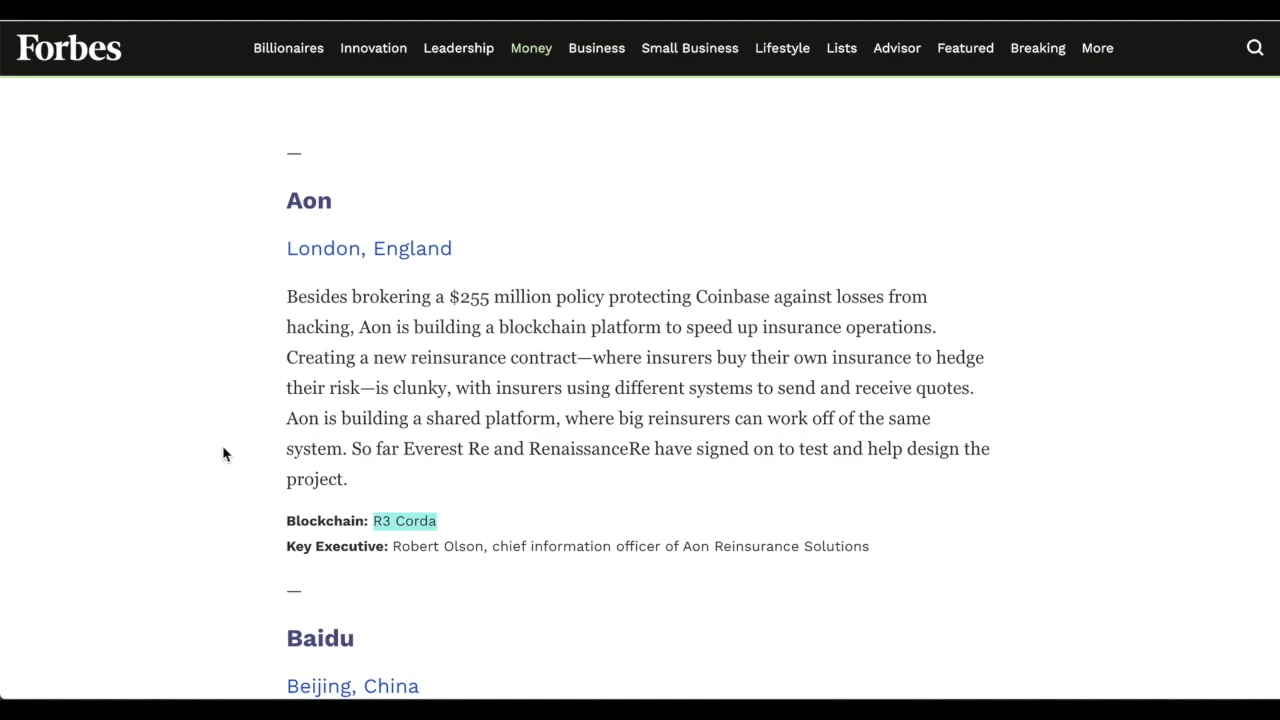 Forbes
Billionaires Innovation Leadership Money Business Small Business Lifestyle Lists Advisor Featured Breaking More
—
Aon
London, England
Besides brokering a $255 million policy protecting Coinbase against losses from
hacking, Aon is building a blockchain platform to speed up insurance operations.
Creating a new reinsurance contract—where insurers buy their own insurance to hedge
their risk—is clunky, with insurers using different systems to send and receive quotes.
Aon is building a shared platform, where big reinsurers can work off of the same
system. So far Everest Re and RenaissanceRe have signed on to test and help design the
project.
Blockchain: R3 Corda
Key Executive: Robert Olson, chief information officer of Aon Reinsurance Solutions
—
Baidu
Beijing, China